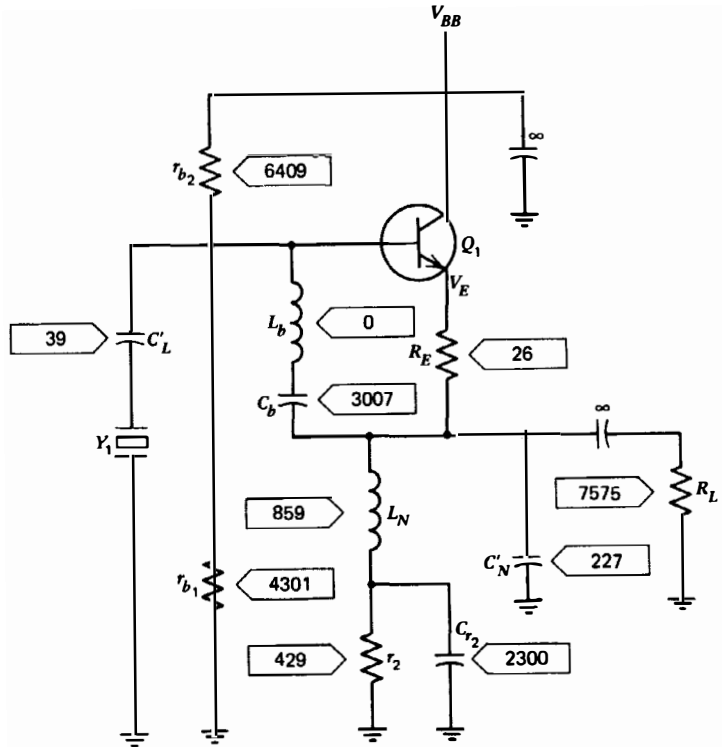 V_BB
∞
r_b2 6409
Q_1
V_E
L_b 0
39 C'_L
R_E 26
C_b 3007
∞
Y_1
859 L_N
7575 R_L
C'_N 227
r_b1 4301
C_r2
429 r_2 2300